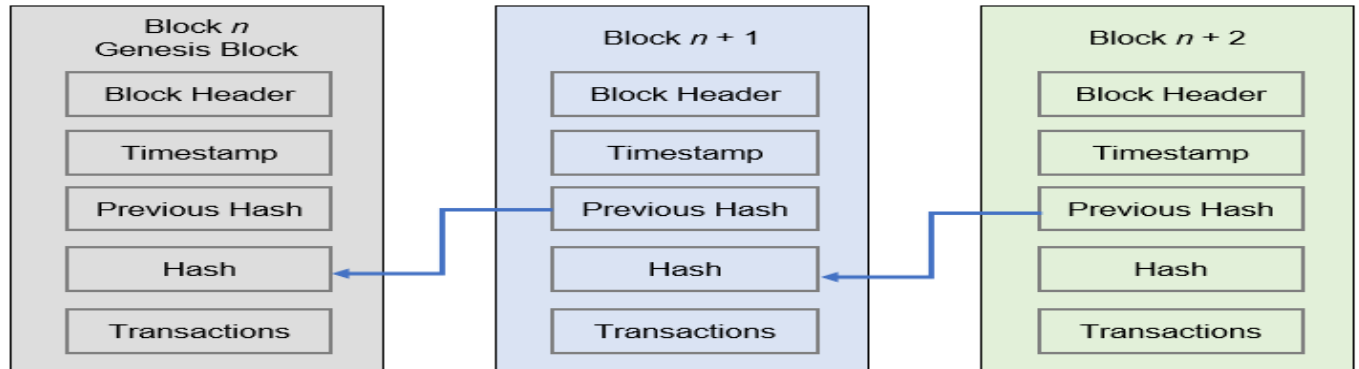 Block n
Genesis Block
Block Header
Timestamp
Previous Hash
Hash
Transactions
Block n + 1
Block Header
Timestamp
Previous Hash
Hash
Transactions
Block n + 2
Block Header
Timestamp
Previous Hash
Hash
Transactions